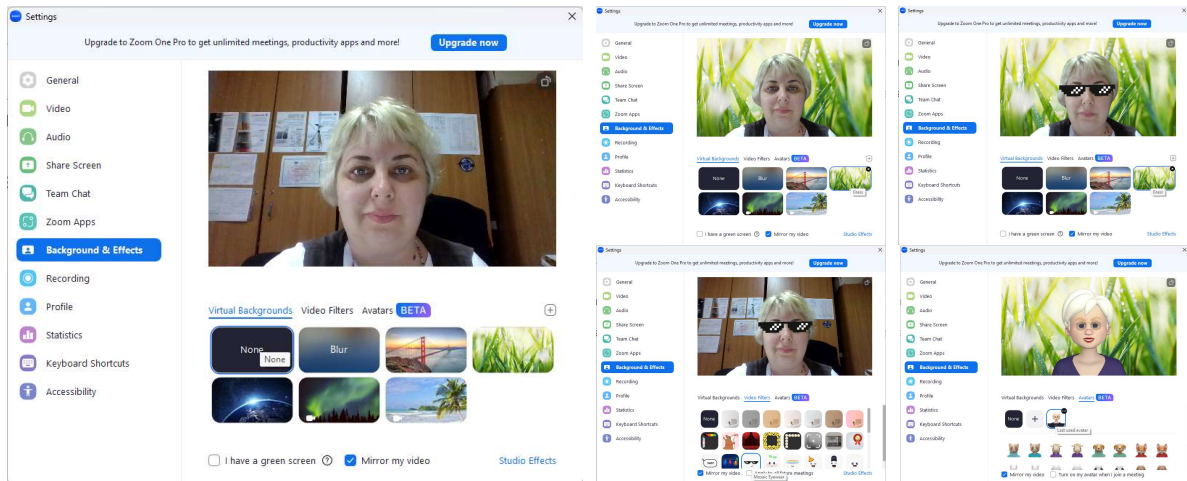 Settings
Upgrade to Zoom One Pro to get unlimited meetings, productivity apps and more! Upgrade now
General
Video
Audio
Share Screen
Team Chat
Zoom Apps
Background & Effects
Recording
Profile
Statistics
Keyboard Shortcuts
Accessibility
Virtual Backgrounds Video Filters Avatars BETA
None Blur
None
I have a green screen Mirror my video Studio Effects
Settings
Upgrade to Zoom One Pro to get unlimited meetings, productivity apps and more! Upgrade now
General
Video
Audio
Share Screen
Team Chat
Zoom Apps
Background & Effects
Recording
Profile
Statistics
Keyboard Shortcuts
Accessibility
Virtual Backgrounds Video Filters Avatars BETA
None Blur
Grass
I have a green screen Mirror my video Studio Effects
Settings
Upgrade to Zoom One Pro to get unlimited meetings, productivity apps and more! Upgrade now
General
Video
Audio
Share Screen
Team Chat
Zoom Apps
Background & Effects
Recording
Profile
Statistics
Keyboard Shortcuts
Accessibility
Virtual Backgrounds Video Filters Avatars BETA
None Blur
Grass
I have a green screen Mirror my video Studio Effects
Settings
Upgrade to Zoom One Pro to get unlimited meetings, productivity apps and more! Upgrade now
General
Video
Audio
Share Screen
Team Chat
Zoom Apps
Background & Effects
Recording
Profile
Statistics
Keyboard Shortcuts
Accessibility
Virtual Backgrounds Video Filters Avatars BETA
None
Mirror my video meetings Studio Effects
Mosaic Eyewear
Settings
Upgrade to Zoom One Pro to get unlimited meetings, productivity apps and more! Upgrade now
General
Video
Audio
Share Screen
Team Chat
Zoom Apps
Background & Effects
Recording
Profile
Statistics
Keyboard Shortcuts
Accessibility
Virtual Backgrounds Video Filters Avatars BETA
None
Last used avatar
Mirror my video Turn on my avatar when I join a meeting